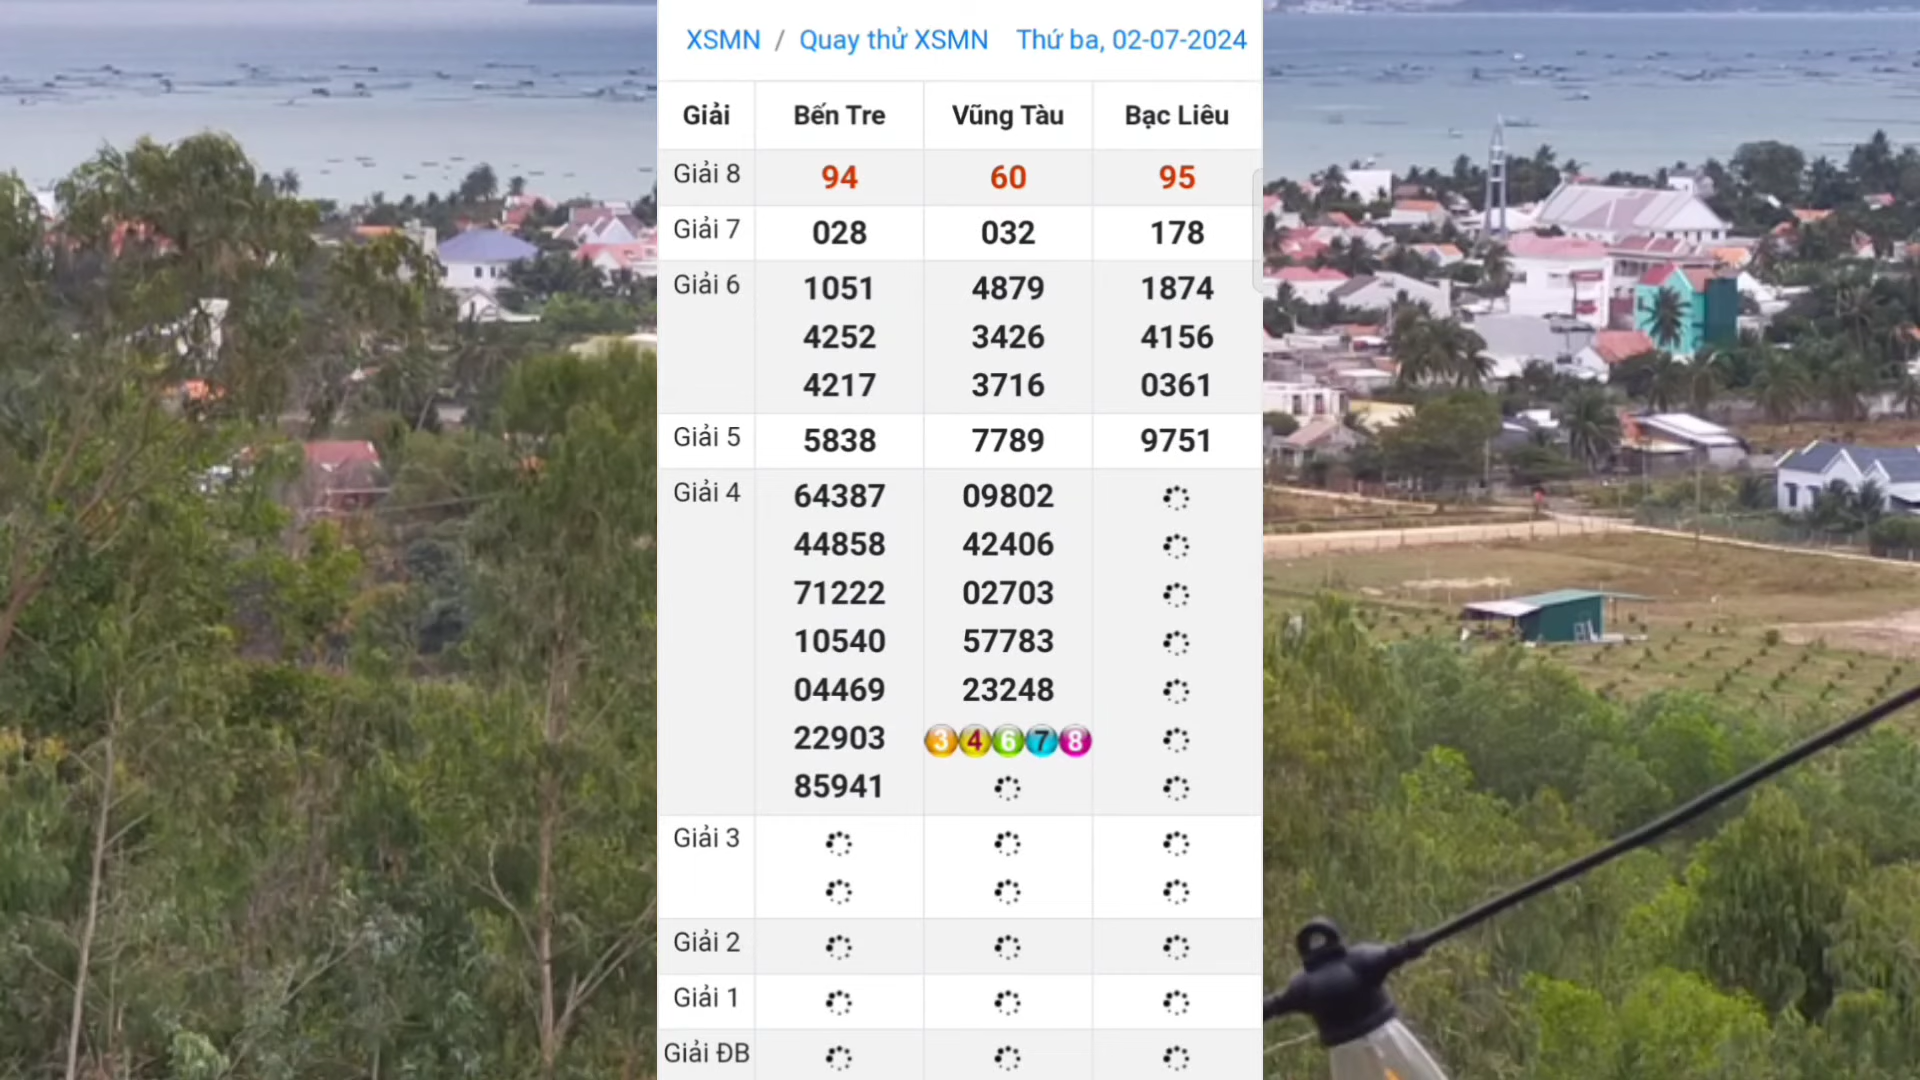 XSMN / Quay thử XSMN Thứ ba, 02-07-2024
Giải Bến Tre Vũng Tàu Bạc Liêu
Giải 8 94 60 95
Giải 7 028 032 178
Giải 6 1051 4879 1874
4252 3426 4156
4217 3716 0361
Giải 5 5838 7789 9751
Giải 4 64387 09802
44858 42406
71222 02703
10540 57783
04469 23248
22903 3 4 6 7 8
85941
Giải 3
Giải 2
Giải 1
Giải ĐB